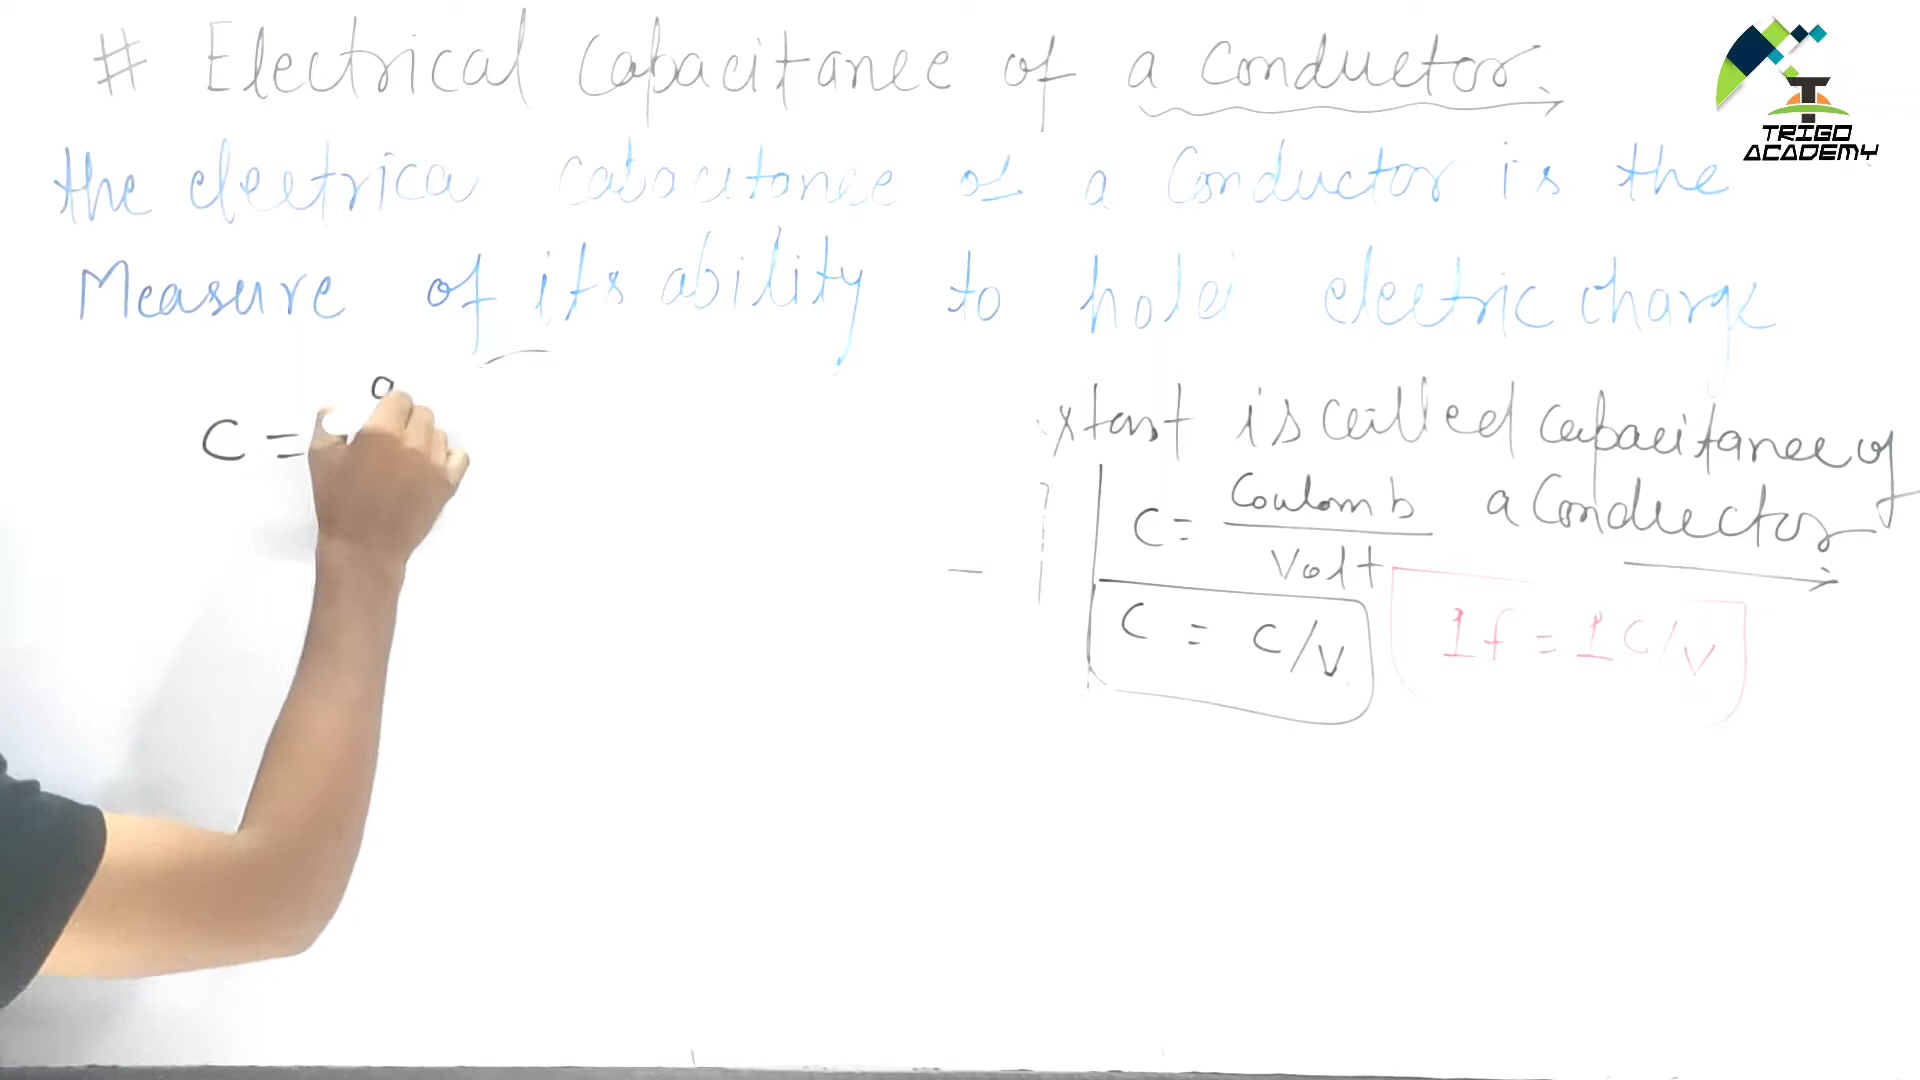 # Electrical Capacitance of a Conductor.
TRIGO
ACADEMY
the electrica capacitance of a Conductor is the
Measure of its ability to hold electric charge
C = q
xtant is called capacitance of
a Conductor
C = Coulomb
Volt
C = C/V
1f = 1C/V